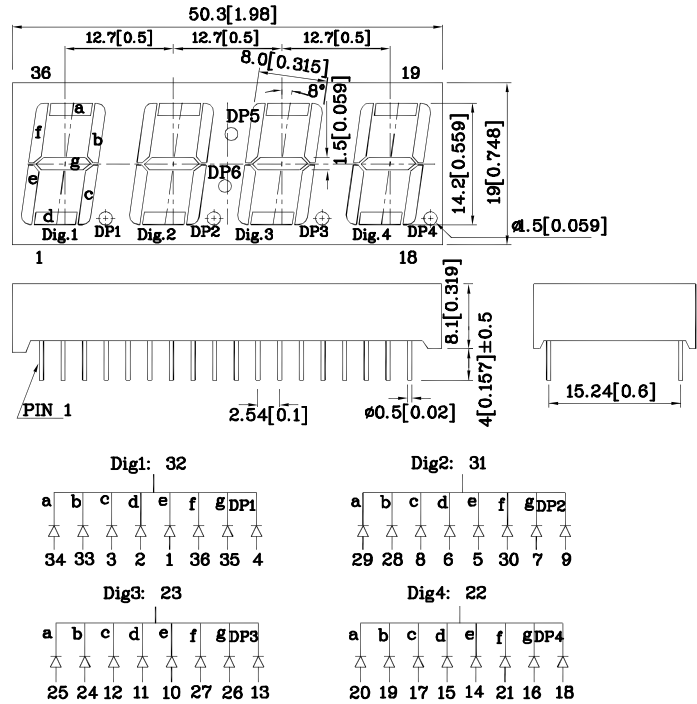 50.3[1.98]
12.7[0.5] 12.7[0.5] 12.7[0.5]
8.0[0.315]
36 19
8°
1.5[0.059]
a
f b
g
e c
d
DP5
DP6
Dig.1 DP1 Dig.2 DP2 Dig.3 DP3 Dig.4 DP4
14.2[0.559]
19[0.748]
ø1.5[0.059]
1 18
8.1[0.319]
4[0.157]±0.5
PIN 1
2.54[0.1]
ø0.5[0.02]
15.24[0.6]
Dig1: 32
a b c d e f g DP1
34 33 3 2 1 36 35 4
Dig2: 31
a b c d e f g DP2
29 28 8 6 5 30 7 9
Dig3: 23
a b c d e f g DP3
25 24 12 11 10 27 26 13
Dig4: 22
a b c d e f g DP4
20 19 17 15 14 21 16 18